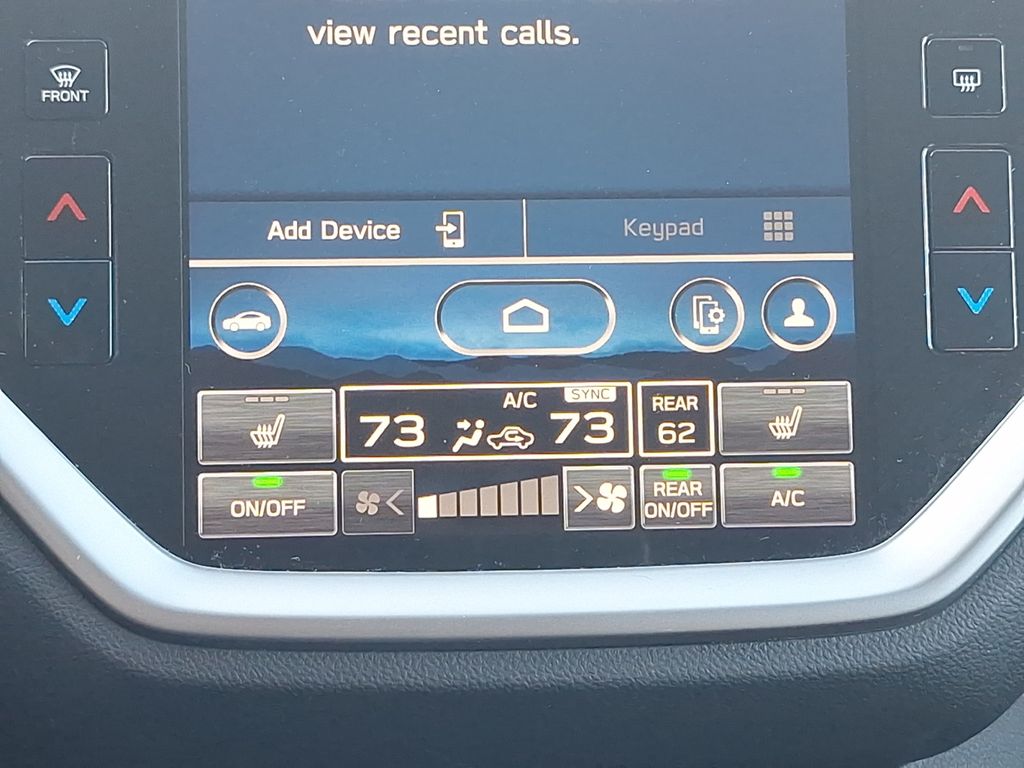 view recent calls.
FRONT
Add Device
Keypad
A/C SYNC
73 73
REAR
62
ON/OFF
REAR
ON/OFF
A/C